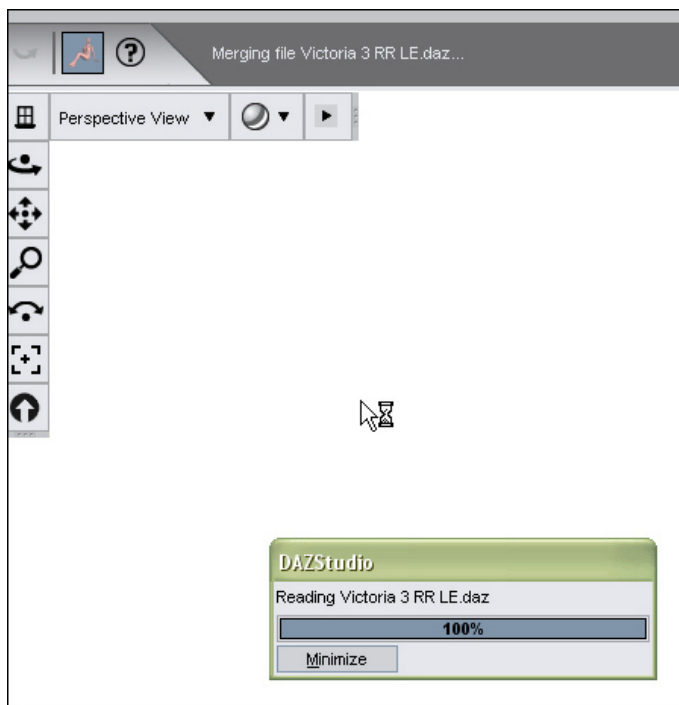 Merging file Victoria 3 RR LE.daz...
Perspective View
DAZStudio
Reading Victoria 3 RR LE.daz
100%
Minimize